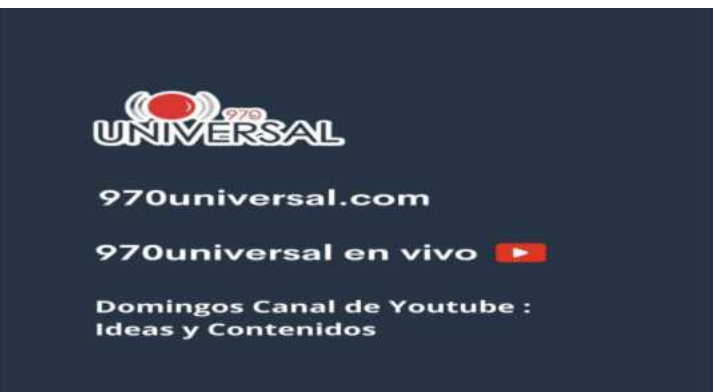 970
UNIVERSAL
970universal.com
970universal en vivo
Domingos Canal de Youtube :
Ideas y Contenidos